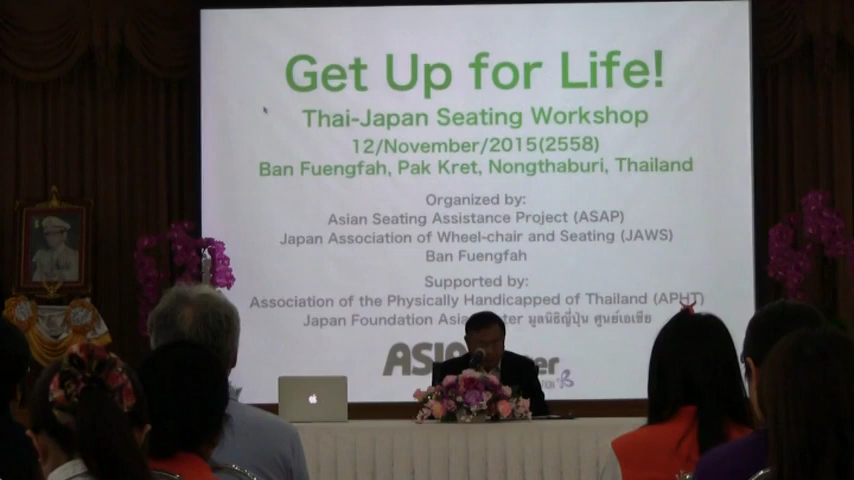 Get Up for Life!
Thai-Japan Seating Workshop
12/November/2015(2558)
Ban Fuengfah, Pak Kret, Nongthaburi, Thailand
Organized by:
Asian Seating Assistance Project (ASAP)
Japan Association of Wheel-chair and Seating (JAWS)
Ban Fuengfah
Supported by:
Association of the Physically Handicapped of Thailand (APHT)
Japan Foundation Asia มูลนิธิญี่ปุ่น ศูนย์เอเชีย